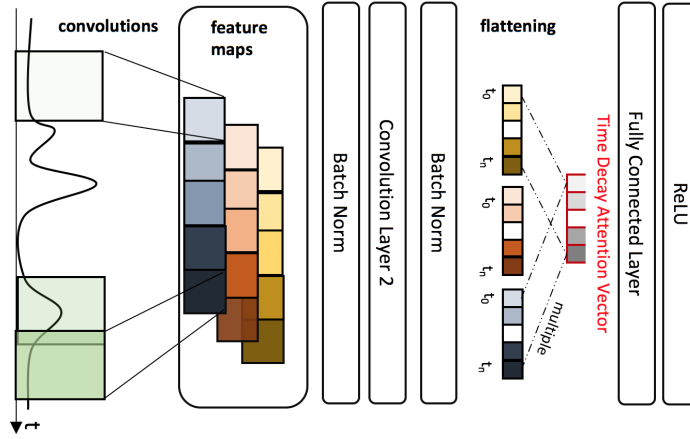 convolutions
feature
maps
flattening
Batch Norm
Convolution Layer 2
Batch Norm
t0
tn
t0
tn
t0
tn
multiple
Time Decay Attention Vector
Fully Connected Layer
ReLU
t